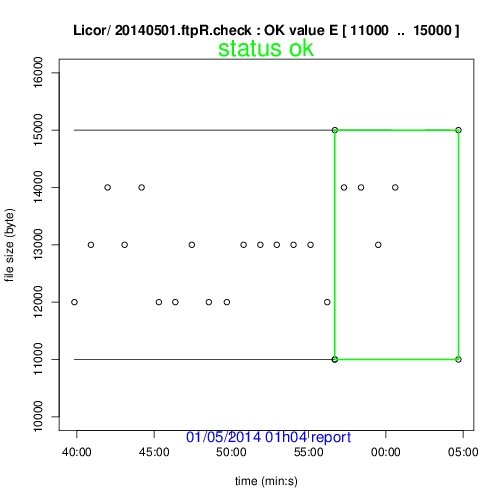 Licor/ 20140501.ftpR.check : OK value E [ 11000 .. 15000 ]
status ok
16000
15000
14000
13000
12000
11000
10000
file size (byte)
01/05/2014 01h04 report
40:00 45:00 50:00 55:00 00:00 05:00
time (min:s)